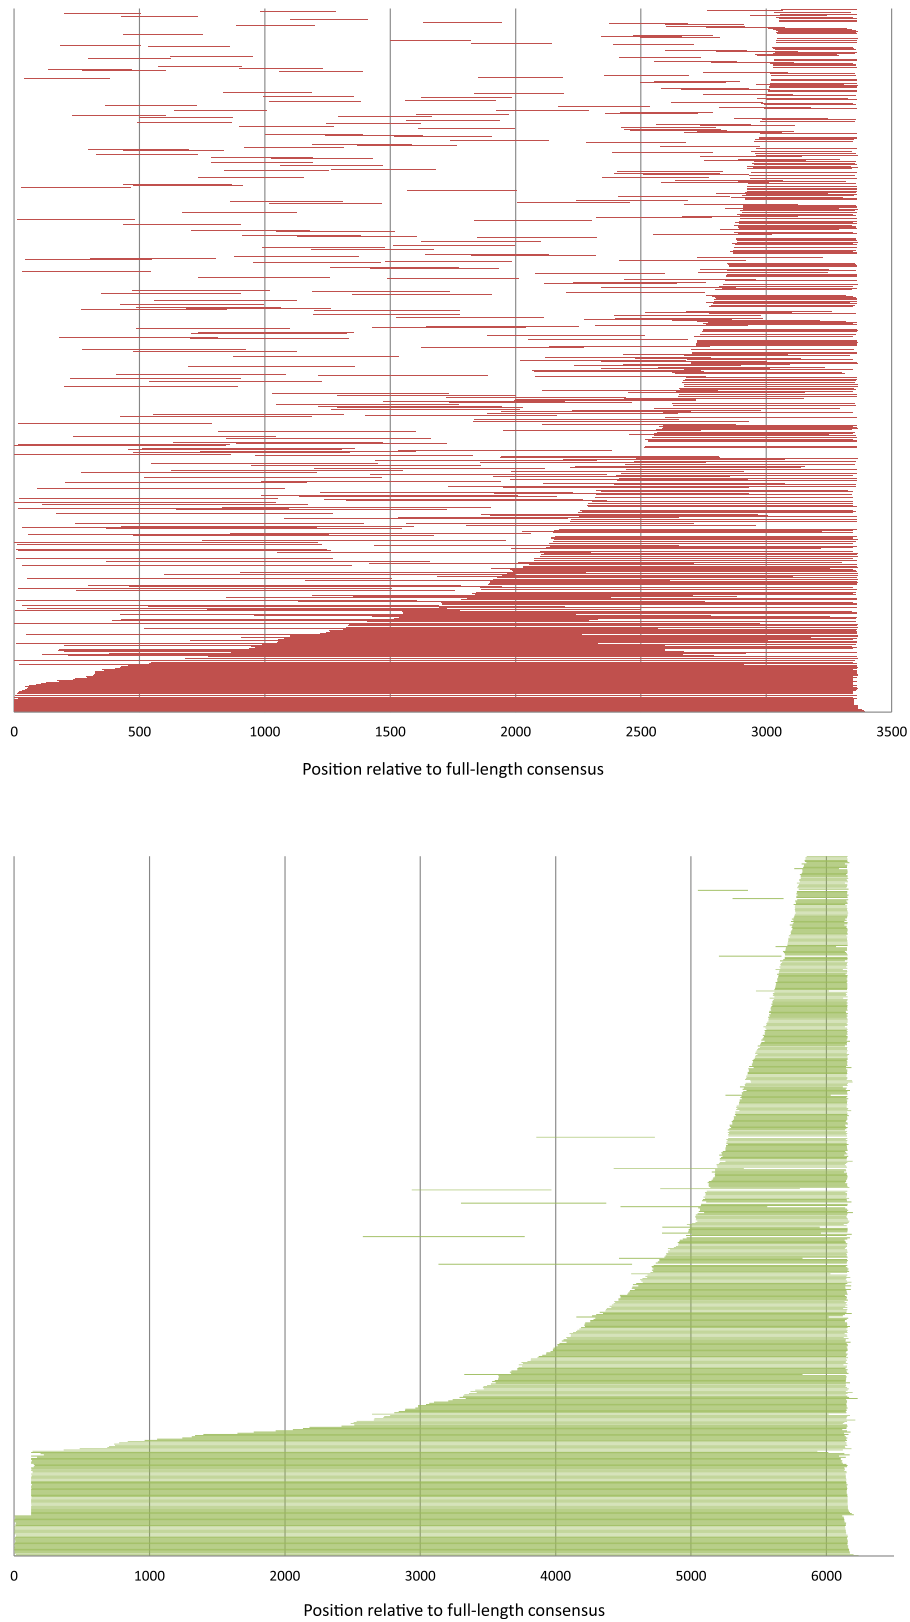 0 500 1000 1500 2000 2500 3000 3500
Position relative to full-length consensus
0 1000 2000 3000 4000 5000 6000
Position relative to full-length consensus